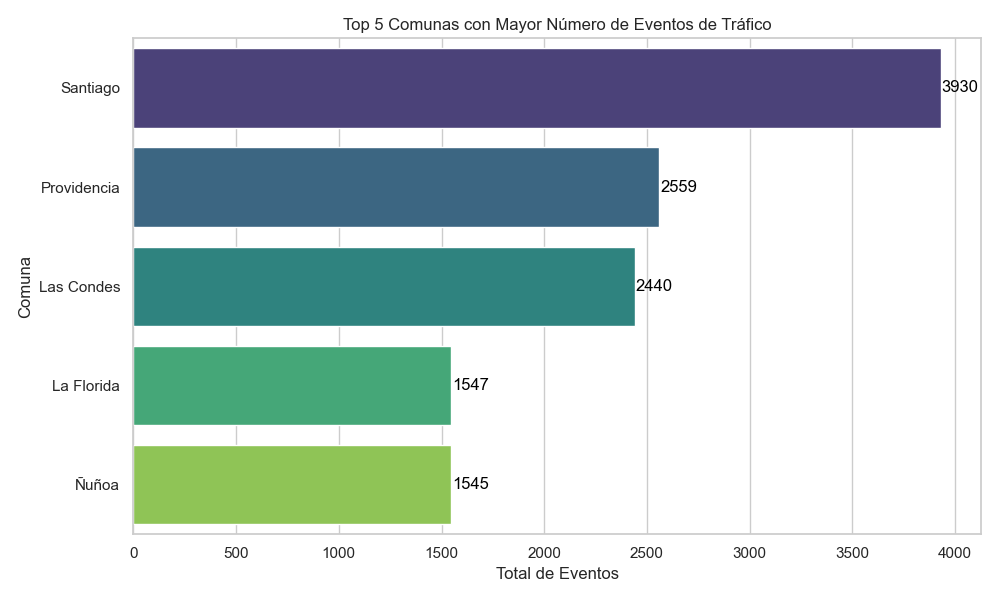 Top 5 Comunas con Mayor Número de Eventos de Tráfico
Comuna
Santiago
3930
Providencia
2559
Las Condes
2440
La Florida
1547
Ñuñoa
1545
0 500 1000 1500 2000 2500 3000 3500 4000
Total de Eventos